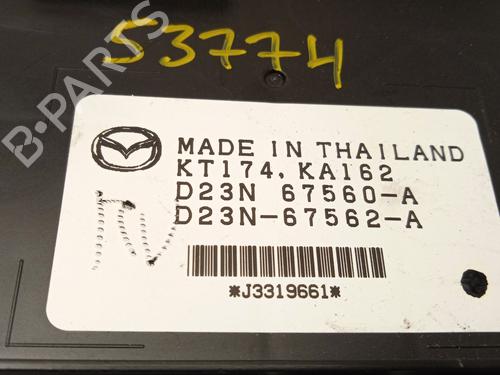 53774
MADE IN THAILAND
KT174, KA162
D23N 67560-A
D23N-67562-A
*J3319661*
B-PARTS